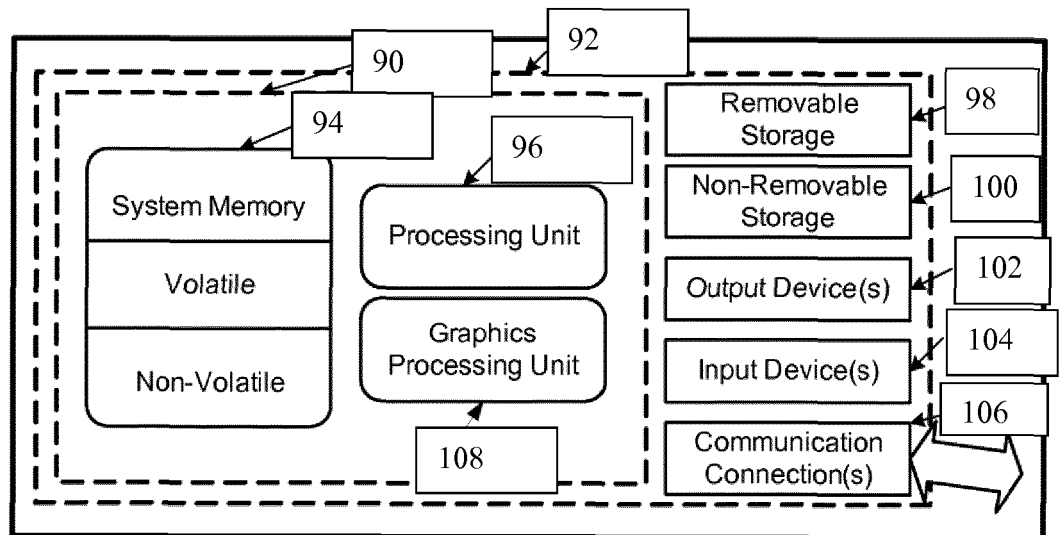 92
90
94
96
Removable
Storage
98
System Memory
Volatile
Non-Volatile
Processing Unit
Graphics
Processing Unit
108
Non-Removable
Storage
100
Output Device(s)
102
Input Device(s)
104
106
Communication
Connection(s)